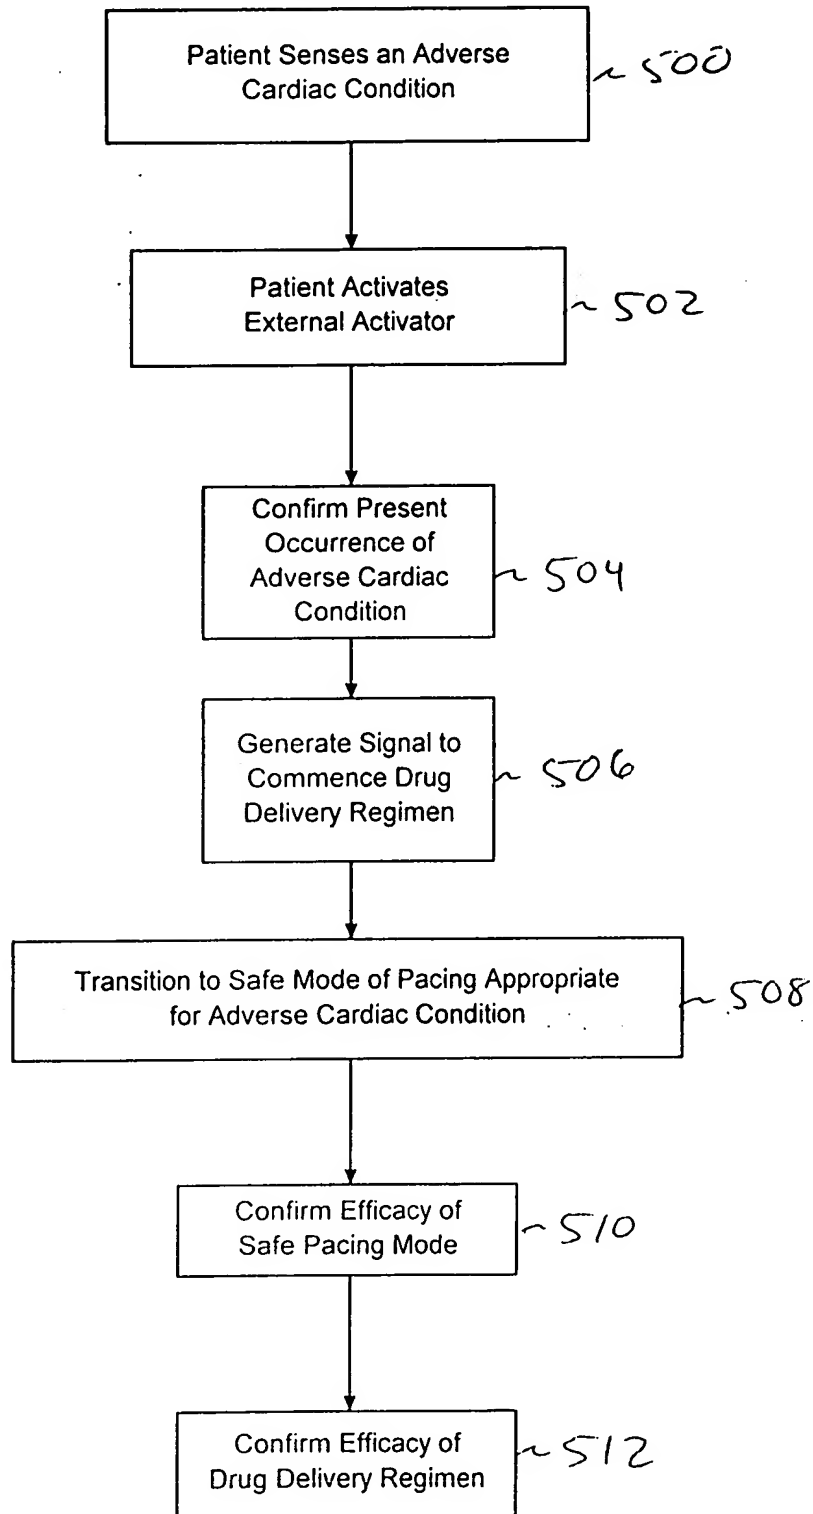 Patient Senses an Adverse
Cardiac Condition
500
Patient Activates
External Activator
502
Confirm Present
Occurrence of
Adverse Cardiac
Condition
504
Generate Signal to
Commence Drug
Delivery Regimen
506
Transition to Safe Mode of Pacing Appropriate
for Adverse Cardiac Condition
508
Confirm Efficacy of
Safe Pacing Mode
510
Confirm Efficacy of
Drug Delivery Regimen
512